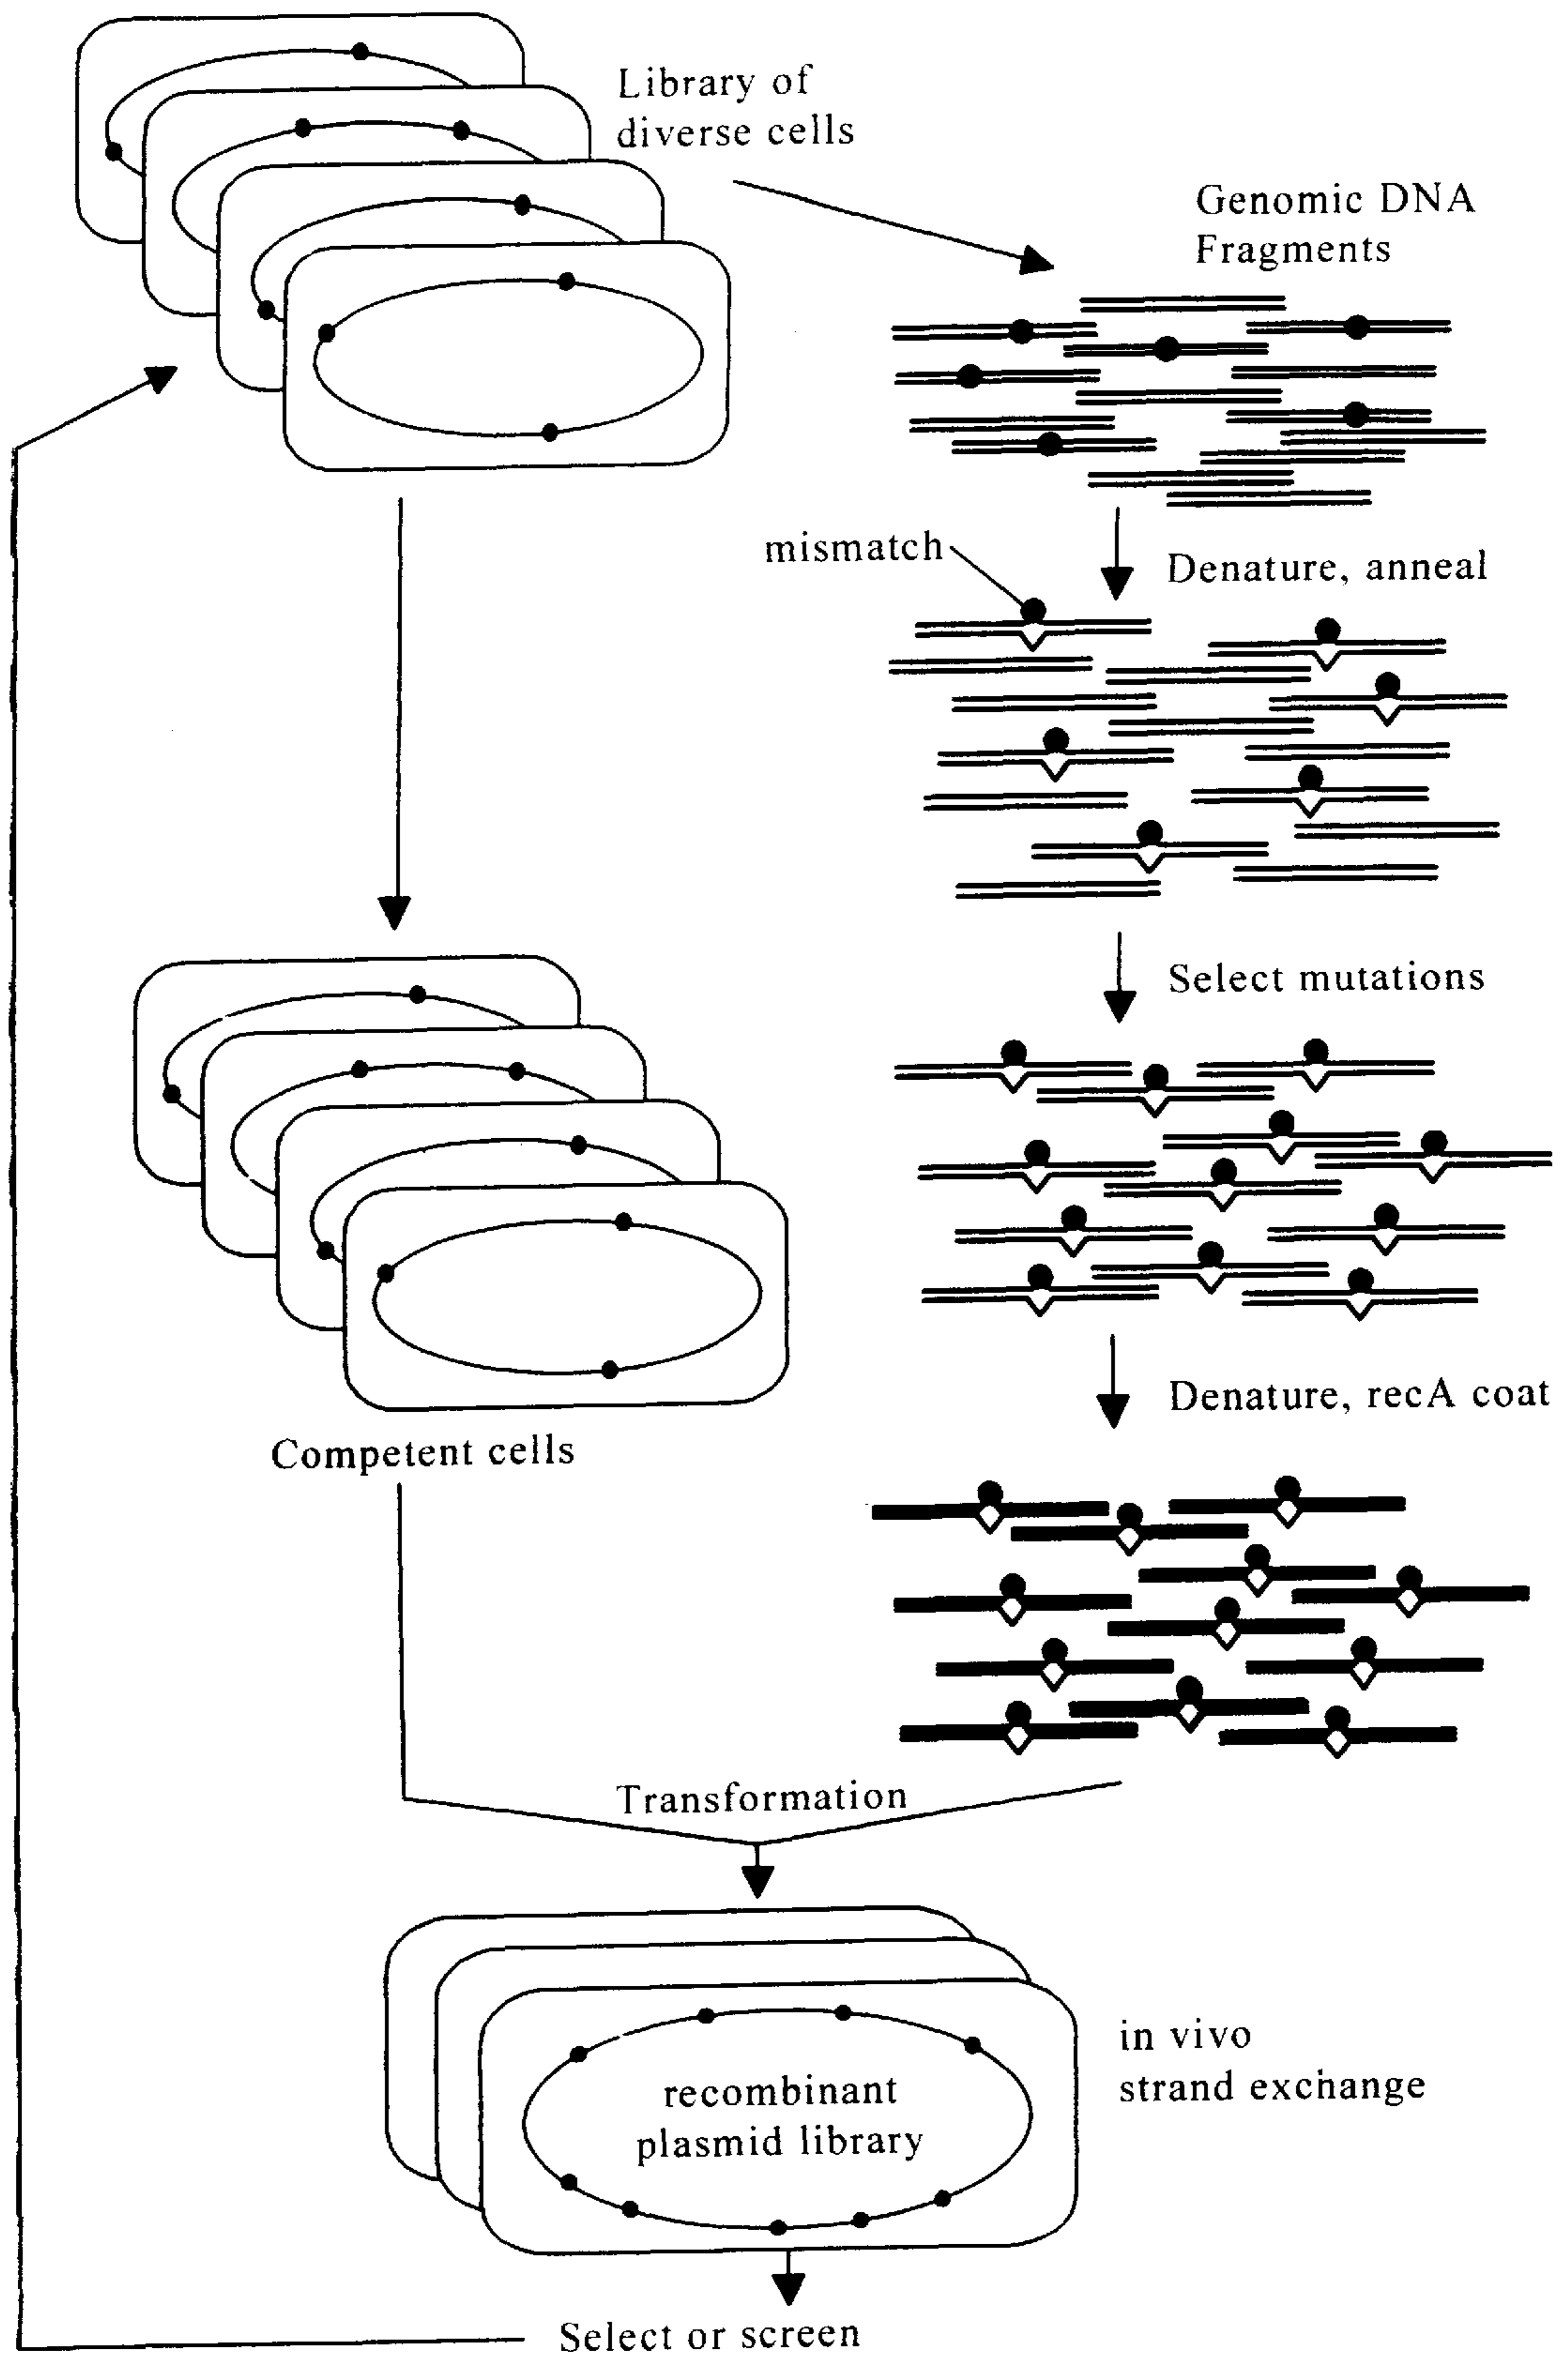 Library of
diverse cells
Genomic DNA
Fragments
mismatch
Denature, anneal
Select mutations
Denature, recA coat
Competent cells
Transformation
in vivo
strand exchange
recombinant
plasmid library
Select or screen